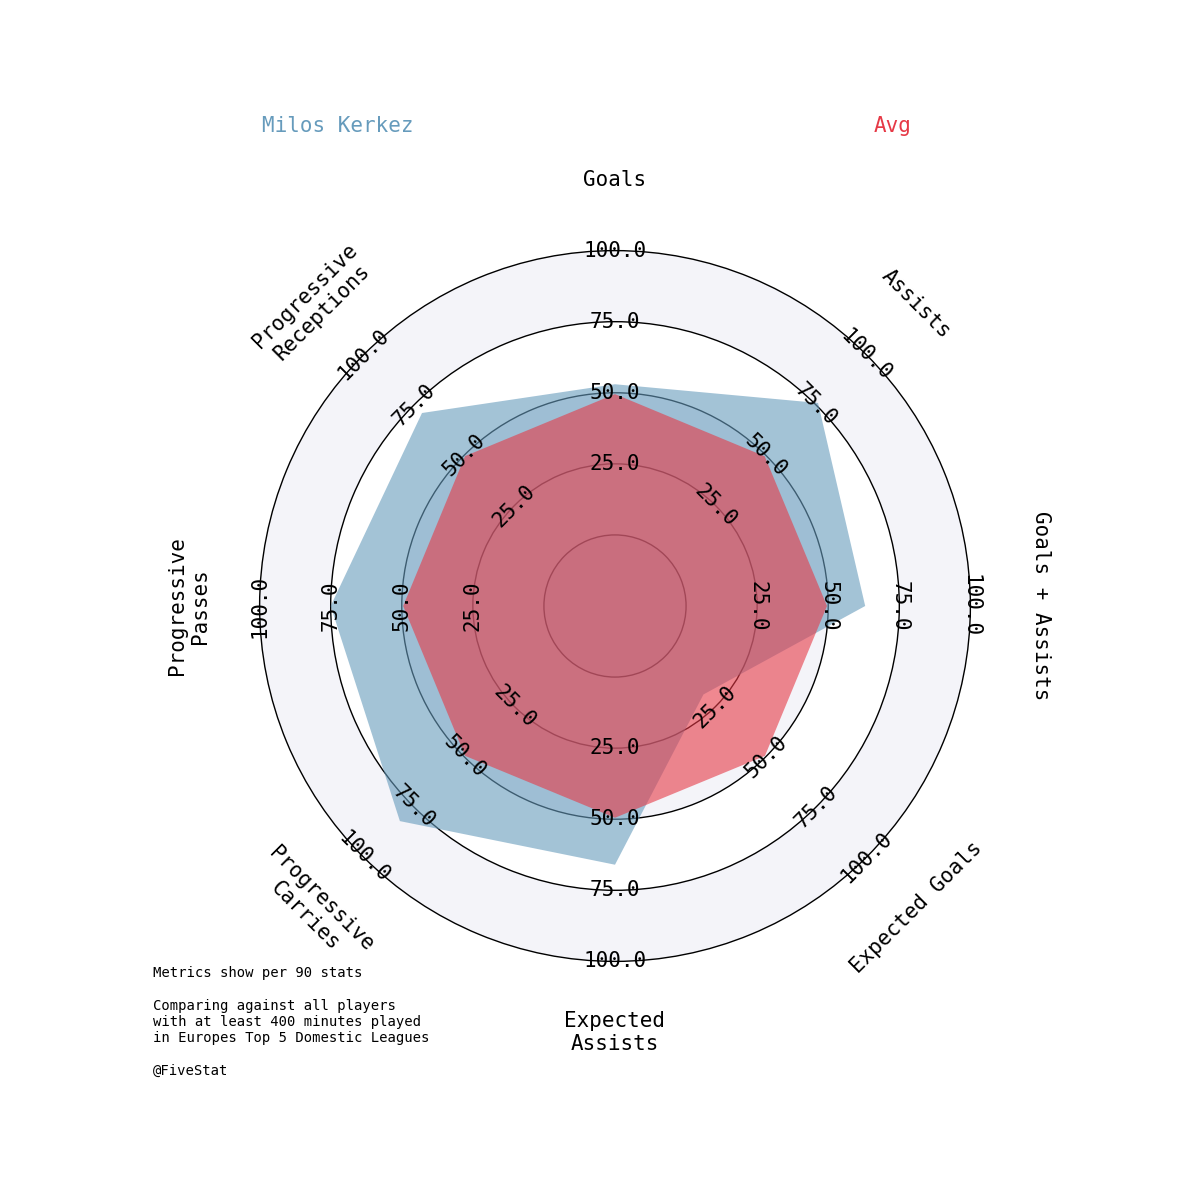 Milos Kerkez
Avg
Goals
Assists
Goals + Assists
Expected Goals
Expected
Assists
Progressive
Carries
Progressive
Passes
Progressive
Receptions
25.0
50.0
75.0
100.0
25.0
50.0
75.0
100.0
25.0
50.0
75.0
100.0
25.0
50.0
75.0
100.0
25.0
50.0
75.0
100.0
25.0
50.0
75.0
100.0
25.0
50.0
75.0
100.0
25.0
50.0
75.0
100.0
Metrics show per 90 stats
Comparing against all players
with at least 400 minutes played
in Europes Top 5 Domestic Leagues
@FiveStat